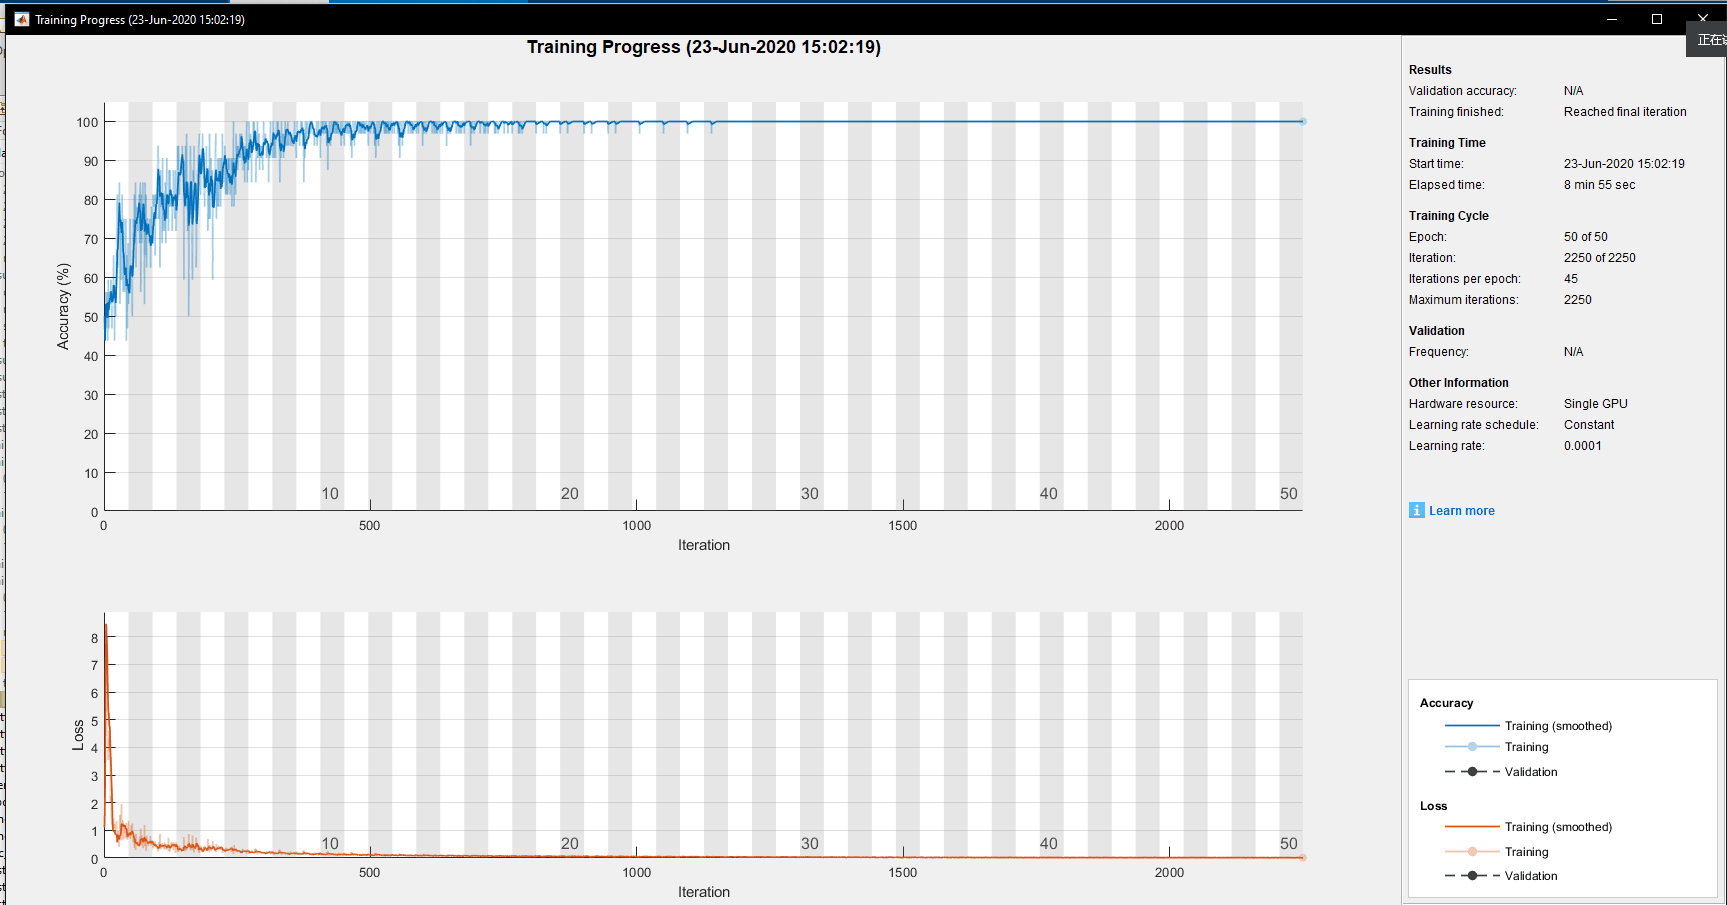 Training Progress (23-Jun-2020 15:02:19)
正在
Training Progress (23-Jun-2020 15:02:19)
100
90
80
70
60
50
40
30
20
10
0
Accuracy (%)
10
20
30
40
50
0
500
1000
1500
2000
Iteration
8
7
6
5
4
3
2
1
0
Loss
10
20
30
40
50
0
500
1000
1500
2000
Iteration
Results
Validation accuracy: N/A
Training finished: Reached final iteration
Training Time
Start time: 23-Jun-2020 15:02:19
Elapsed time: 8 min 55 sec
Training Cycle
Epoch: 50 of 50
Iteration: 2250 of 2250
Iterations per epoch: 45
Maximum iterations: 2250
Validation
Frequency: N/A
Other Information
Hardware resource: Single GPU
Learning rate schedule: Constant
Learning rate: 0.0001
i Learn more
Accuracy
Training (smoothed)
Training
Validation
Loss
Training (smoothed)
Training
Validation